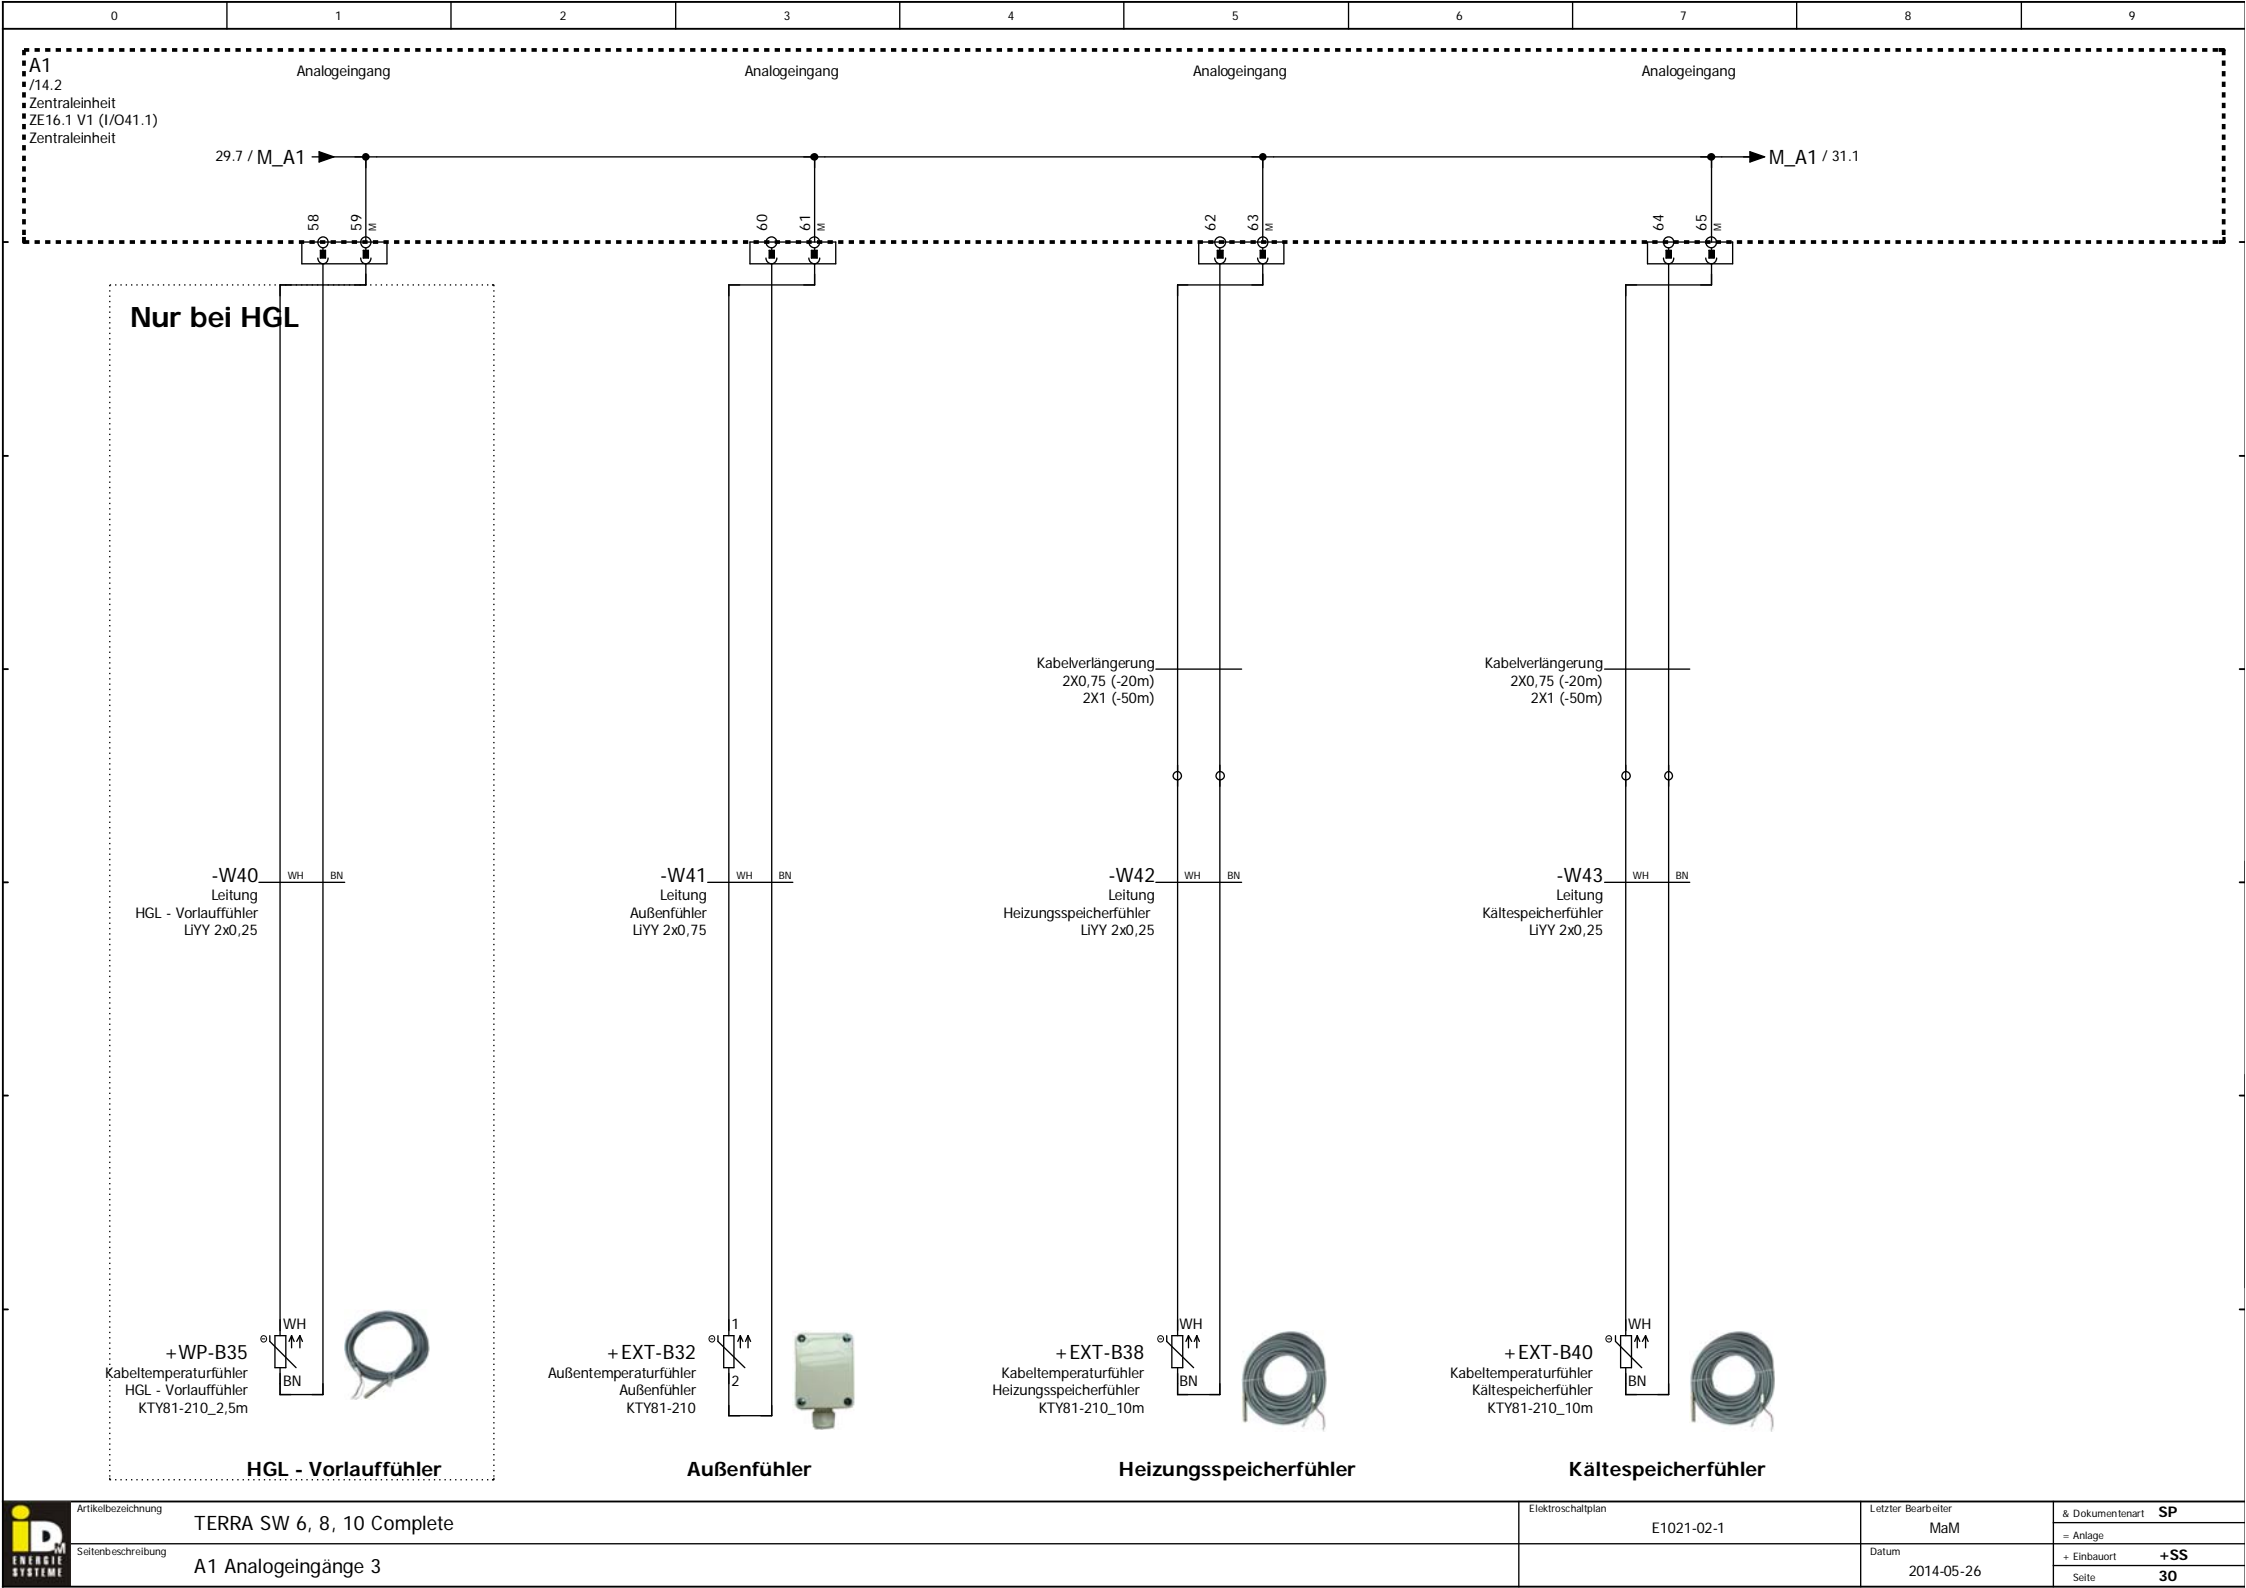 0 1 2 3 4 5 6 7 8 9
A1
/14.2
Zentraleinheit
ZE16.1 V1 (I/O41.1)
Zentraleinheit
Analogeingang Analogeingang Analogeingang Analogeingang
29.7 / M_A1 M_A1 / 31.1
58 59 M 60 61 M 62 63 M 64 65 M
Nur bei HGL
Kabelverlängerung
2X0,75 (-20m)
2X1 (-50m)
Kabelverlängerung
2X0,75 (-20m)
2X1 (-50m)
-W40 WH BN
Leitung
HGL - Vorlauffühler
LiYY 2x0,25
-W41 WH BN
Leitung
Außenfühler
LiYY 2x0,75
-W42 WH BN
Leitung
Heizungsspeicherfühler
LiYY 2x0,25
-W43 WH BN
Leitung
Kältespeicherfühler
LiYY 2x0,25
WH
+WP-B35
BN
Kabeltemperaturfühler
HGL - Vorlauffühler
KTY81-210_2,5m
1
+EXT-B32
2
Außentemperaturfühler
Außenfühler
KTY81-210
WH
+EXT-B38
BN
Kabeltemperaturfühler
Heizungsspeicherfühler
KTY81-210_10m
WH
+EXT-B40
BN
Kabeltemperaturfühler
Kältespeicherfühler
KTY81-210_10m
HGL - Vorlauffühler Außenfühler Heizungsspeicherfühler Kältespeicherfühler
iDM
ENERGIE
SYSTEME
Artikelbezeichnung
TERRA SW 6, 8, 10 Complete
Seitenbeschreibung
A1 Analogeingänge 3
Elektroschaltplan
E1021-02-1
Letzter Bearbeiter
MaM
Datum
2014-05-26
& Dokumentenart SP
= Anlage
+ Einbauort +SS
Seite 30